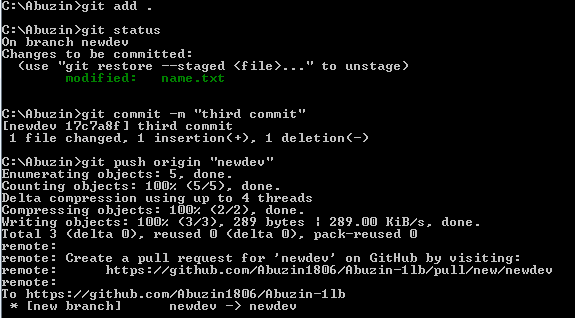 C:\Abuzin>git add .
C:\Abuzin>git status
On branch newdev
Changes to be committed:
  (use "git restore --staged <file>..." to unstage)
        modified:   name.txt
C:\Abuzin>git commit -m "third commit"
[newdev 17c7a8f] third commit
 1 file changed, 1 insertion(+), 1 deletion(-)
C:\Abuzin>git push origin "newdev"
Enumerating objects: 5, done.
Counting objects: 100% (5/5), done.
Delta compression using up to 4 threads
Compressing objects: 100% (2/2), done.
Writing objects: 100% (3/3), 289 bytes | 289.00 KiB/s, done.
Total 3 (delta 0), reused 0 (delta 0), pack-reused 0
remote:
remote: Create a pull request for 'newdev' on GitHub by visiting:
remote:      https://github.com/Abuzin1806/Abuzin-1lb/pull/new/newdev
remote:
To https://github.com/Abuzin1806/Abuzin-1lb
 * [new branch]      newdev -> newdev